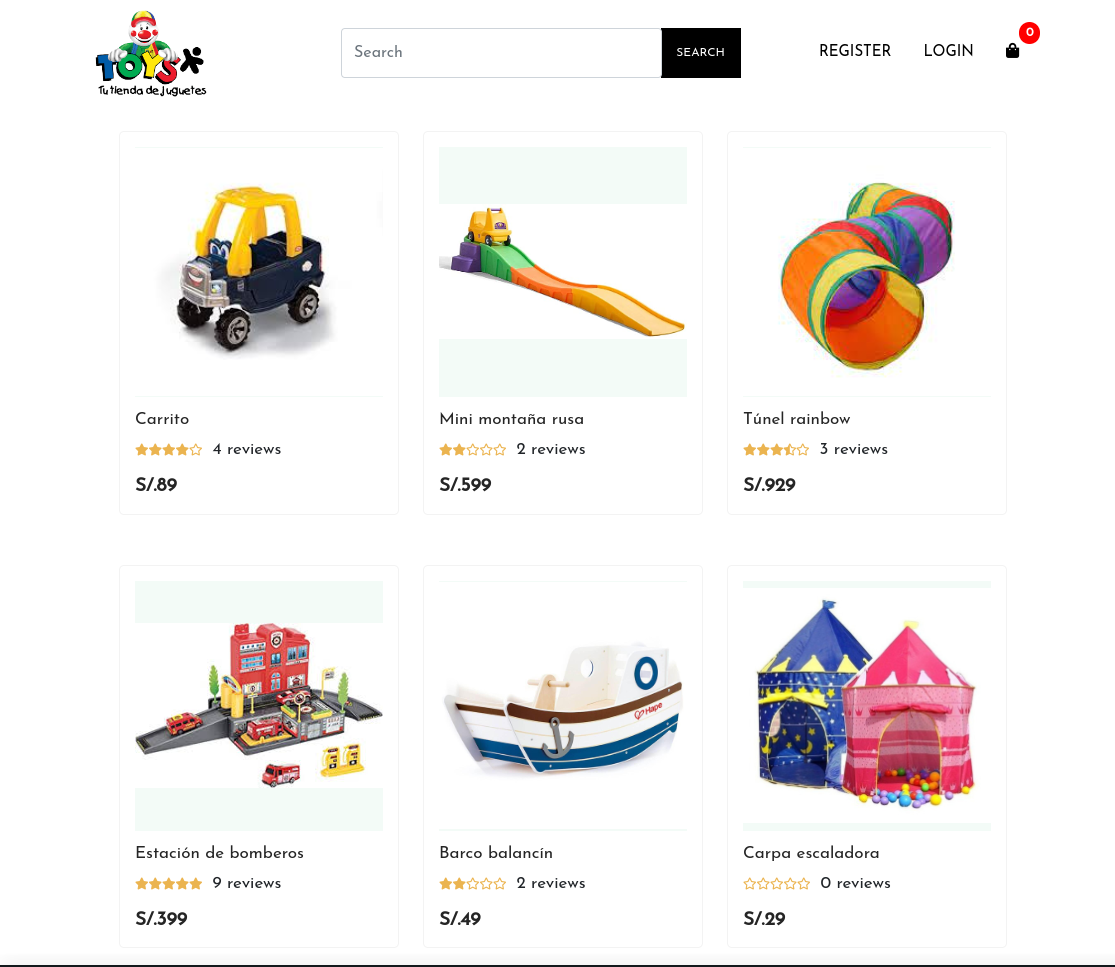 TOYS
Tu tienda de juguetes
Search
SEARCH
REGISTER
LOGIN
0
Carrito
4 reviews
S/.89
Mini montaña rusa
2 reviews
S/.599
Túnel rainbow
3 reviews
S/.929
Hape
Estación de bomberos
9 reviews
S/.399
Barco balancín
2 reviews
S/.49
Carpa escaladora
0 reviews
S/.29